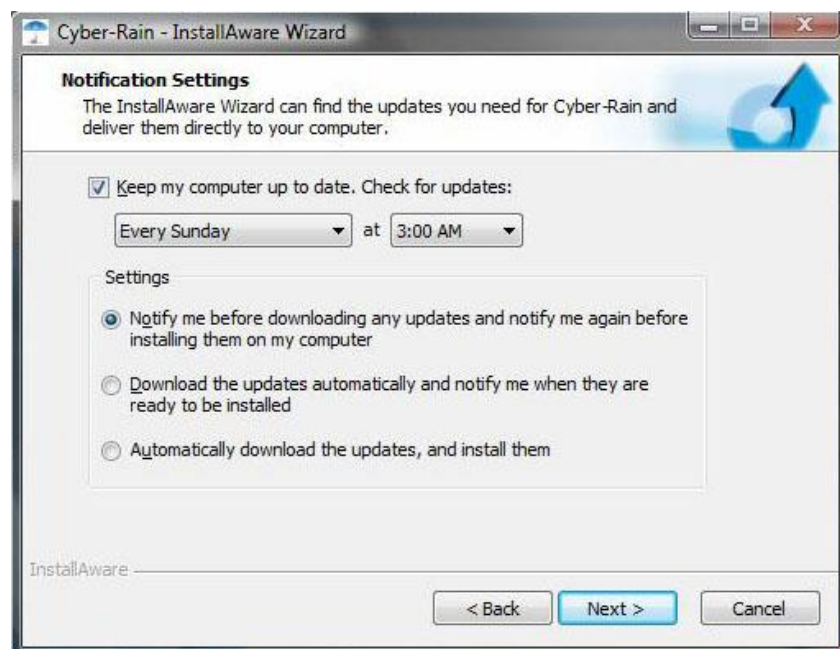 Cyber-Rain - InstallAware Wizard
Notification Settings
The InstallAware Wizard can find the updates you need for Cyber-Rain and
deliver them directly to your computer.
Keep my computer up to date. Check for updates:
Every Sunday at 3:00 AM
Settings
Notify me before downloading any updates and notify me again before
installing them on my computer
Download the updates automatically and notify me when they are
ready to be installed
Automatically download the updates, and install them
InstallAware
< Back Next > Cancel